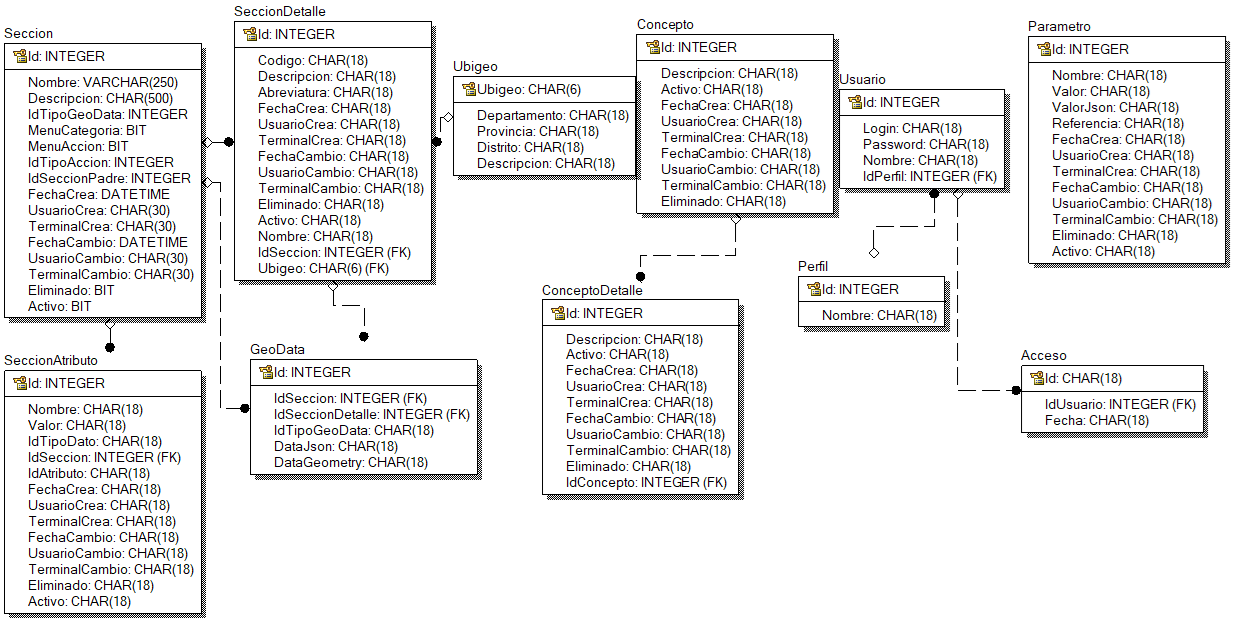 Seccion
Id: INTEGER
Nombre: VARCHAR(250)
Descripcion: CHAR(500)
IdTipoGeoData: INTEGER
MenuCategoria: BIT
MenuAccion: BIT
IdTipoAccion: INTEGER
IdSeccionPadre: INTEGER
FechaCrea: DATETIME
UsuarioCrea: CHAR(30)
TerminalCrea: CHAR(30)
FechaCambio: DATETIME
UsuarioCambio: CHAR(30)
TerminalCambio: CHAR(30)
Eliminado: BIT
Activo: BIT
SeccionAtributo
Id: INTEGER
Nombre: CHAR(18)
Valor: CHAR(18)
IdTipoDato: CHAR(18)
IdSeccion: INTEGER (FK)
IdAtributo: CHAR(18)
FechaCrea: CHAR(18)
UsuarioCrea: CHAR(18)
TerminalCrea: CHAR(18)
FechaCambio: CHAR(18)
UsuarioCambio: CHAR(18)
TerminalCambio: CHAR(18)
Eliminado: CHAR(18)
Activo: CHAR(18)
SeccionDetalle
Id: INTEGER
Codigo: CHAR(18)
Descripcion: CHAR(18)
Abreviatura: CHAR(18)
FechaCrea: CHAR(18)
UsuarioCrea: CHAR(18)
TerminalCrea: CHAR(18)
FechaCambio: CHAR(18)
UsuarioCambio: CHAR(18)
TerminalCambio: CHAR(18)
Eliminado: CHAR(18)
Activo: CHAR(18)
Nombre: CHAR(18)
IdSeccion: INTEGER (FK)
Ubigeo: CHAR(6) (FK)
GeoData
Id: INTEGER
IdSeccion: INTEGER (FK)
IdSeccionDetalle: INTEGER (FK)
IdTipoGeoData: CHAR(18)
DataJson: CHAR(18)
DataGeometry: CHAR(18)
Ubigeo
Ubigeo: CHAR(6)
Departamento: CHAR(18)
Provincia: CHAR(18)
Distrito: CHAR(18)
Descripcion: CHAR(18)
Concepto
Id: INTEGER
Descripcion: CHAR(18)
Activo: CHAR(18)
FechaCrea: CHAR(18)
UsuarioCrea: CHAR(18)
TerminalCrea: CHAR(18)
FechaCambio: CHAR(18)
UsuarioCambio: CHAR(18)
TerminalCambio: CHAR(18)
Eliminado: CHAR(18)
ConceptoDetalle
Id: INTEGER
Descripcion: CHAR(18)
Activo: CHAR(18)
FechaCrea: CHAR(18)
UsuarioCrea: CHAR(18)
TerminalCrea: CHAR(18)
FechaCambio: CHAR(18)
UsuarioCambio: CHAR(18)
TerminalCambio: CHAR(18)
Eliminado: CHAR(18)
IdConcepto: INTEGER (FK)
Usuario
Id: INTEGER
Login: CHAR(18)
Password: CHAR(18)
Nombre: CHAR(18)
IdPerfil: INTEGER (FK)
Perfil
Id: INTEGER
Nombre: CHAR(18)
Parametro
Id: INTEGER
Nombre: CHAR(18)
Valor: CHAR(18)
ValorJson: CHAR(18)
Referencia: CHAR(18)
FechaCrea: CHAR(18)
UsuarioCrea: CHAR(18)
TerminalCrea: CHAR(18)
FechaCambio: CHAR(18)
UsuarioCambio: CHAR(18)
TerminalCambio: CHAR(18)
Eliminado: CHAR(18)
Activo: CHAR(18)
Acceso
Id: CHAR(18)
IdUsuario: INTEGER (FK)
Fecha: CHAR(18)